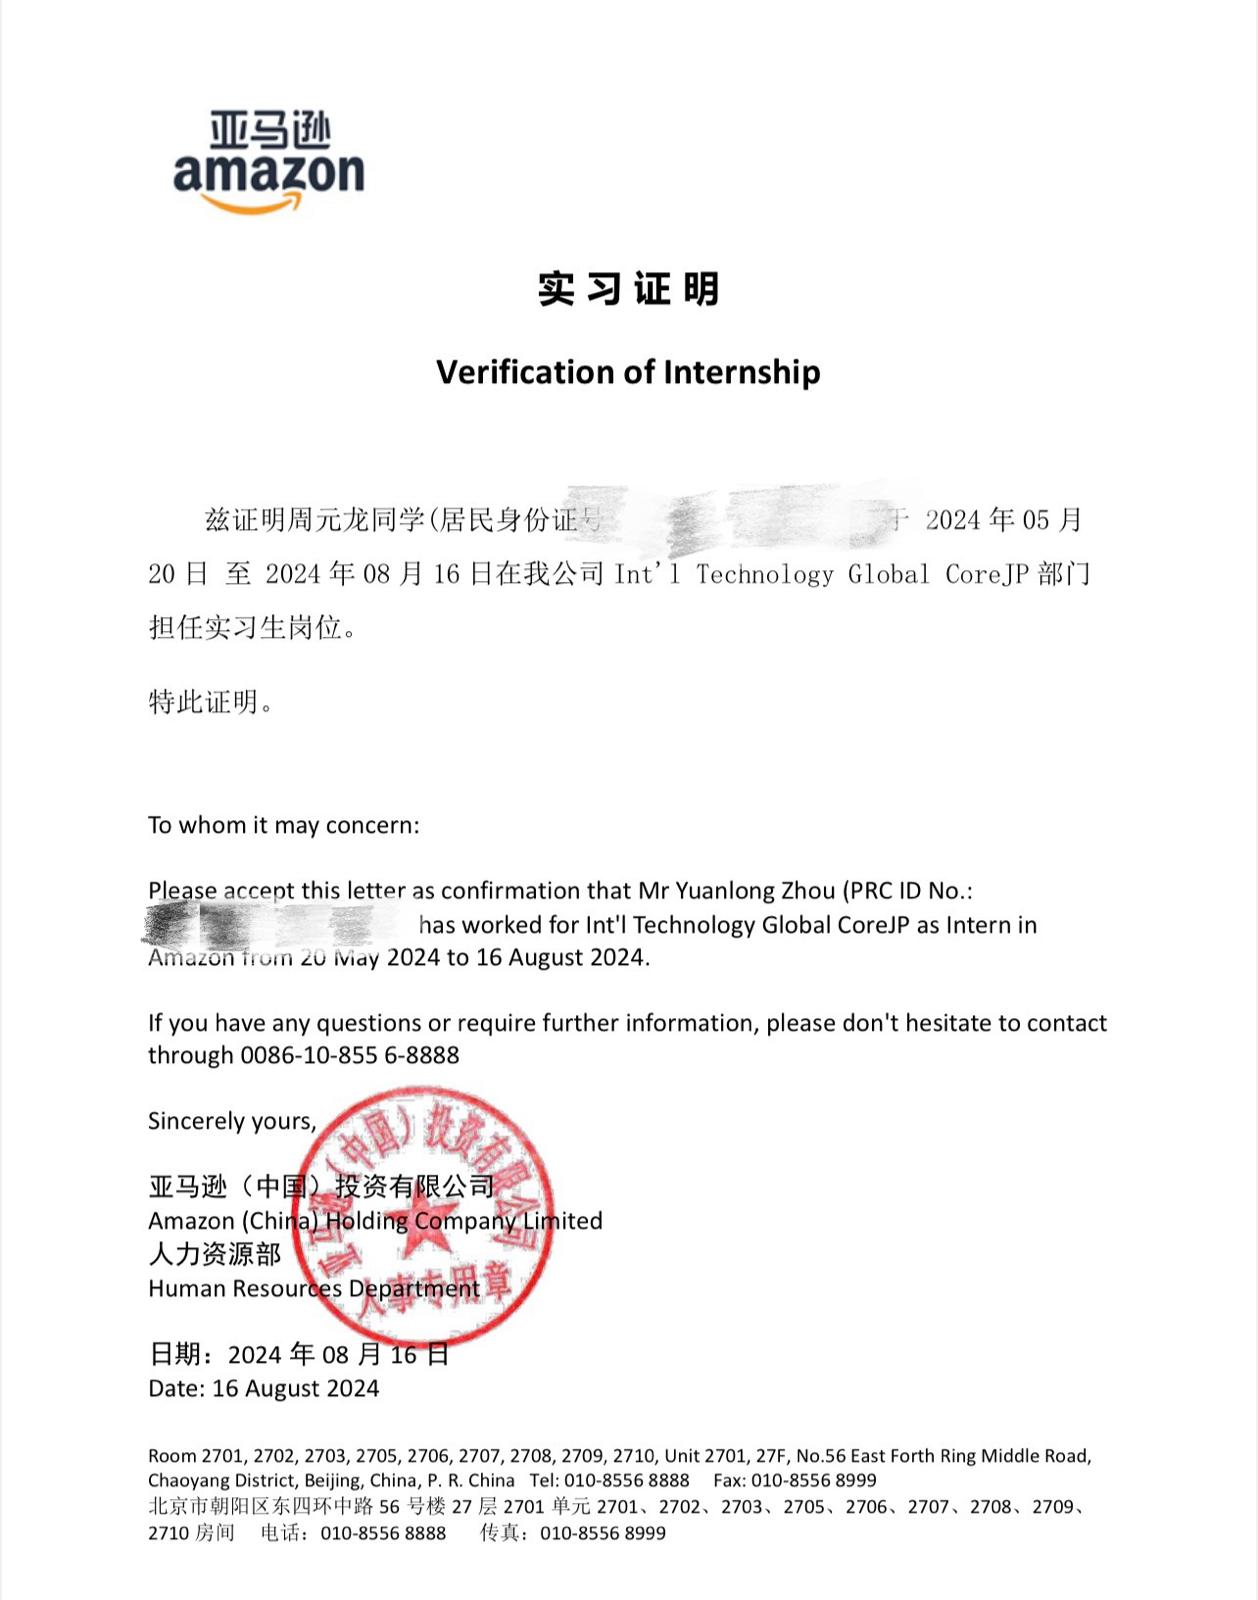 亚马逊
amazon
实习证明
Verification of Internship
兹证明周元龙同学(居民身份证号 于 2024 年 05 月
20 日 至 2024 年 08 月 16 日在我公司 Int'l Technology Global CoreJP 部门
担任实习生岗位。
特此证明。
To whom it may concern:
Please accept this letter as confirmation that Mr Yuanlong Zhou (PRC ID No.:
has worked for Int'l Technology Global CoreJP as Intern in
Amazon from 20 May 2024 to 16 August 2024.
If you have any questions or require further information, please don't hesitate to contact
through 0086-10-855 6-8888
Sincerely yours,
亚马逊（中国）投资有限公司
Amazon (China) Holding Company Limited
人力资源部
Human Resources Department
亚马逊（中国）投资有限公司
人事专用章
日期：2024 年 08 月 16 日
Date: 16 August 2024
Room 2701, 2702, 2703, 2705, 2706, 2707, 2708, 2709, 2710, Unit 2701, 27F, No.56 East Forth Ring Middle Road,
Chaoyang District, Beijing, China, P. R. China Tel: 010-8556 8888 Fax: 010-8556 8999
北京市朝阳区东四环中路 56 号楼 27 层 2701 单元 2701、2702、2703、2705、2706、2707、2708、2709、
2710 房间 电话：010-8556 8888 传真：010-8556 8999